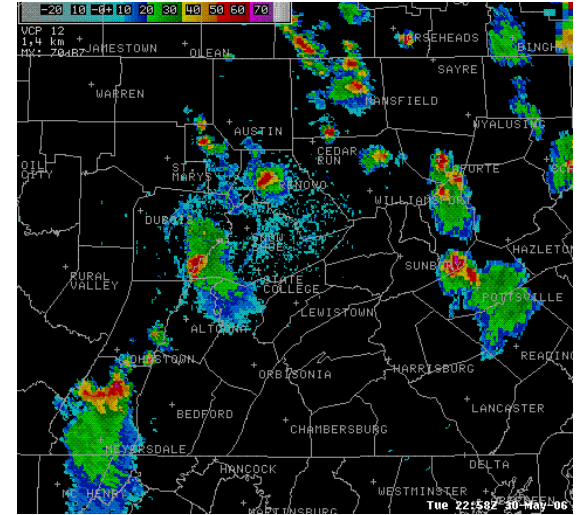 -20 10 -0+ 10 20 30 40 50 60 70
VCP 12
1,4 km
JAMESTOWN
OLEAN
HORSEHEADS
SAYRE
WARREN
MANSFIELD
AUSTIN
WYALUSING
CEDAR
RUN
OIL
CITY
ST
MARYS
RENOVO
WILLIAMSPORT
DUBOIS
HAZLETON
SUNBURY
RURAL
VALLEY
STATE
COLLEGE
POTTSVILLE
LEWISTOWN
JOHNSTOWN
READING
ORBISONIA
HARRISBURG
LANCASTER
BEDFORD
CHAMBERSBURG
MEYERSDALE
HANCOCK
DELTA
MC HENRY
WESTMINSTER
MARTINSBURG
Tue 22:58Z 30-May-06